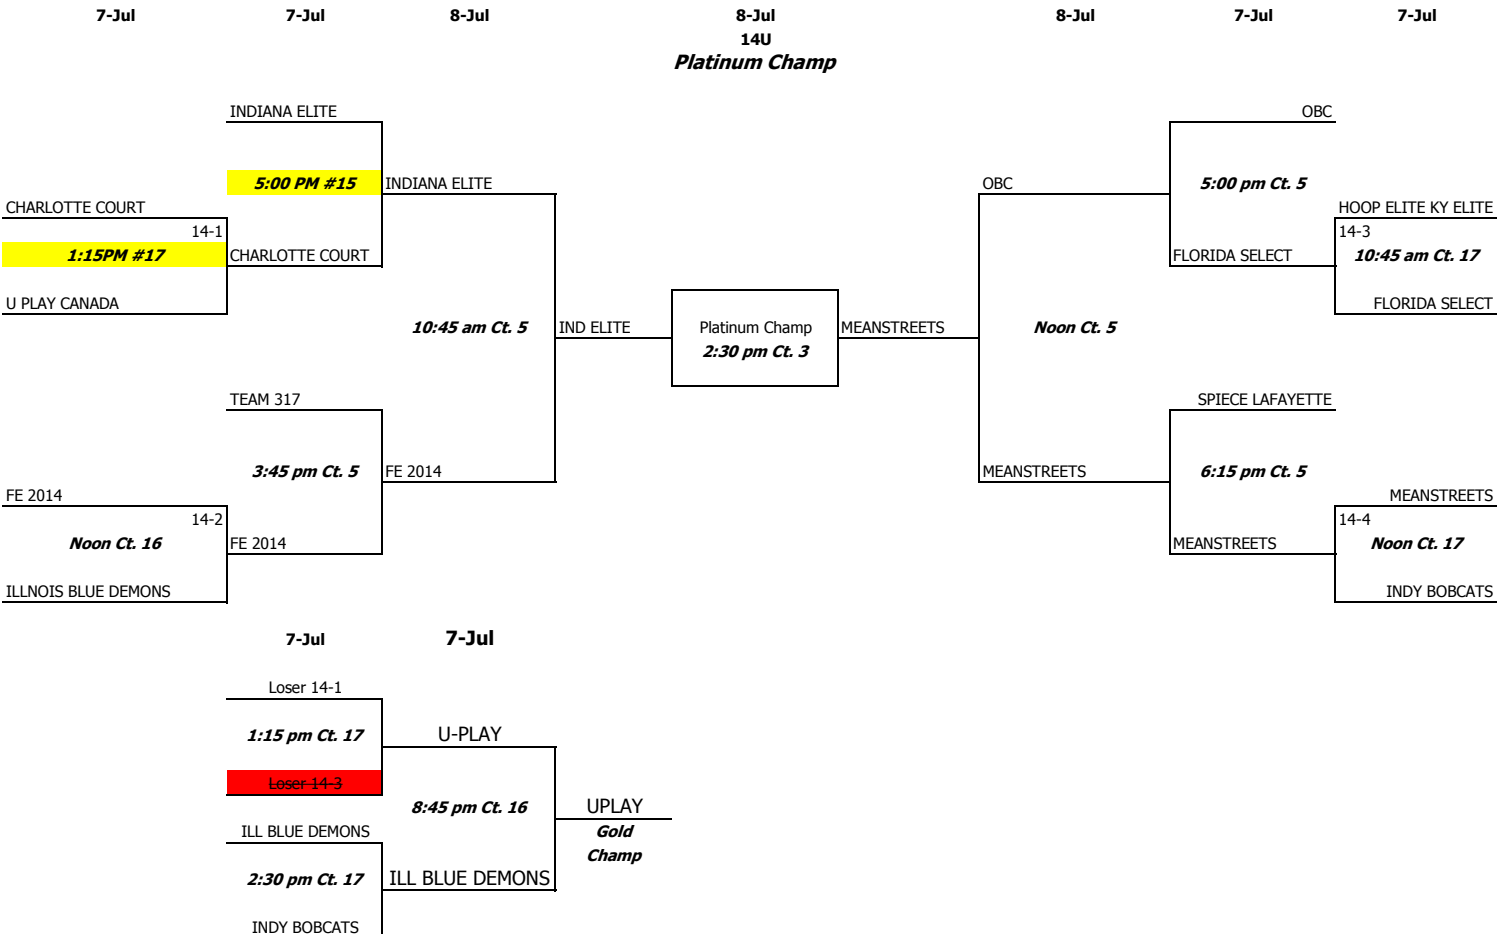 7-Jul 7-Jul 8-Jul 8-Jul 8-Jul 7-Jul 7-Jul
14U
Platinum Champ
INDIANA ELITE OBC
5:00 PM #15 INDIANA ELITE OBC 5:00 pm Ct. 5
CHARLOTTE COURT HOOP ELITE KY ELITE
14-1 14-3
1:15PM #17 CHARLOTTE COURT FLORIDA SELECT 10:45 am Ct. 17
U PLAY CANADA FLORIDA SELECT
10:45 am Ct. 5 IND ELITE Platinum Champ MEANSTREETS Noon Ct. 5
2:30 pm Ct. 3
TEAM 317 SPIECE LAFAYETTE
3:45 pm Ct. 5 FE 2014 MEANSTREETS 6:15 pm Ct. 5
FE 2014 MEANSTREETS
14-2 14-4
Noon Ct. 16 FE 2014 MEANSTREETS Noon Ct. 17
ILLNOIS BLUE DEMONS INDY BOBCATS
7-Jul 7-Jul
Loser 14-1
1:15 pm Ct. 17 U-PLAY
Loser 14-3
8:45 pm Ct. 16 UPLAY
ILL BLUE DEMONS Gold
Champ
2:30 pm Ct. 17 ILL BLUE DEMONS
INDY BOBCATS